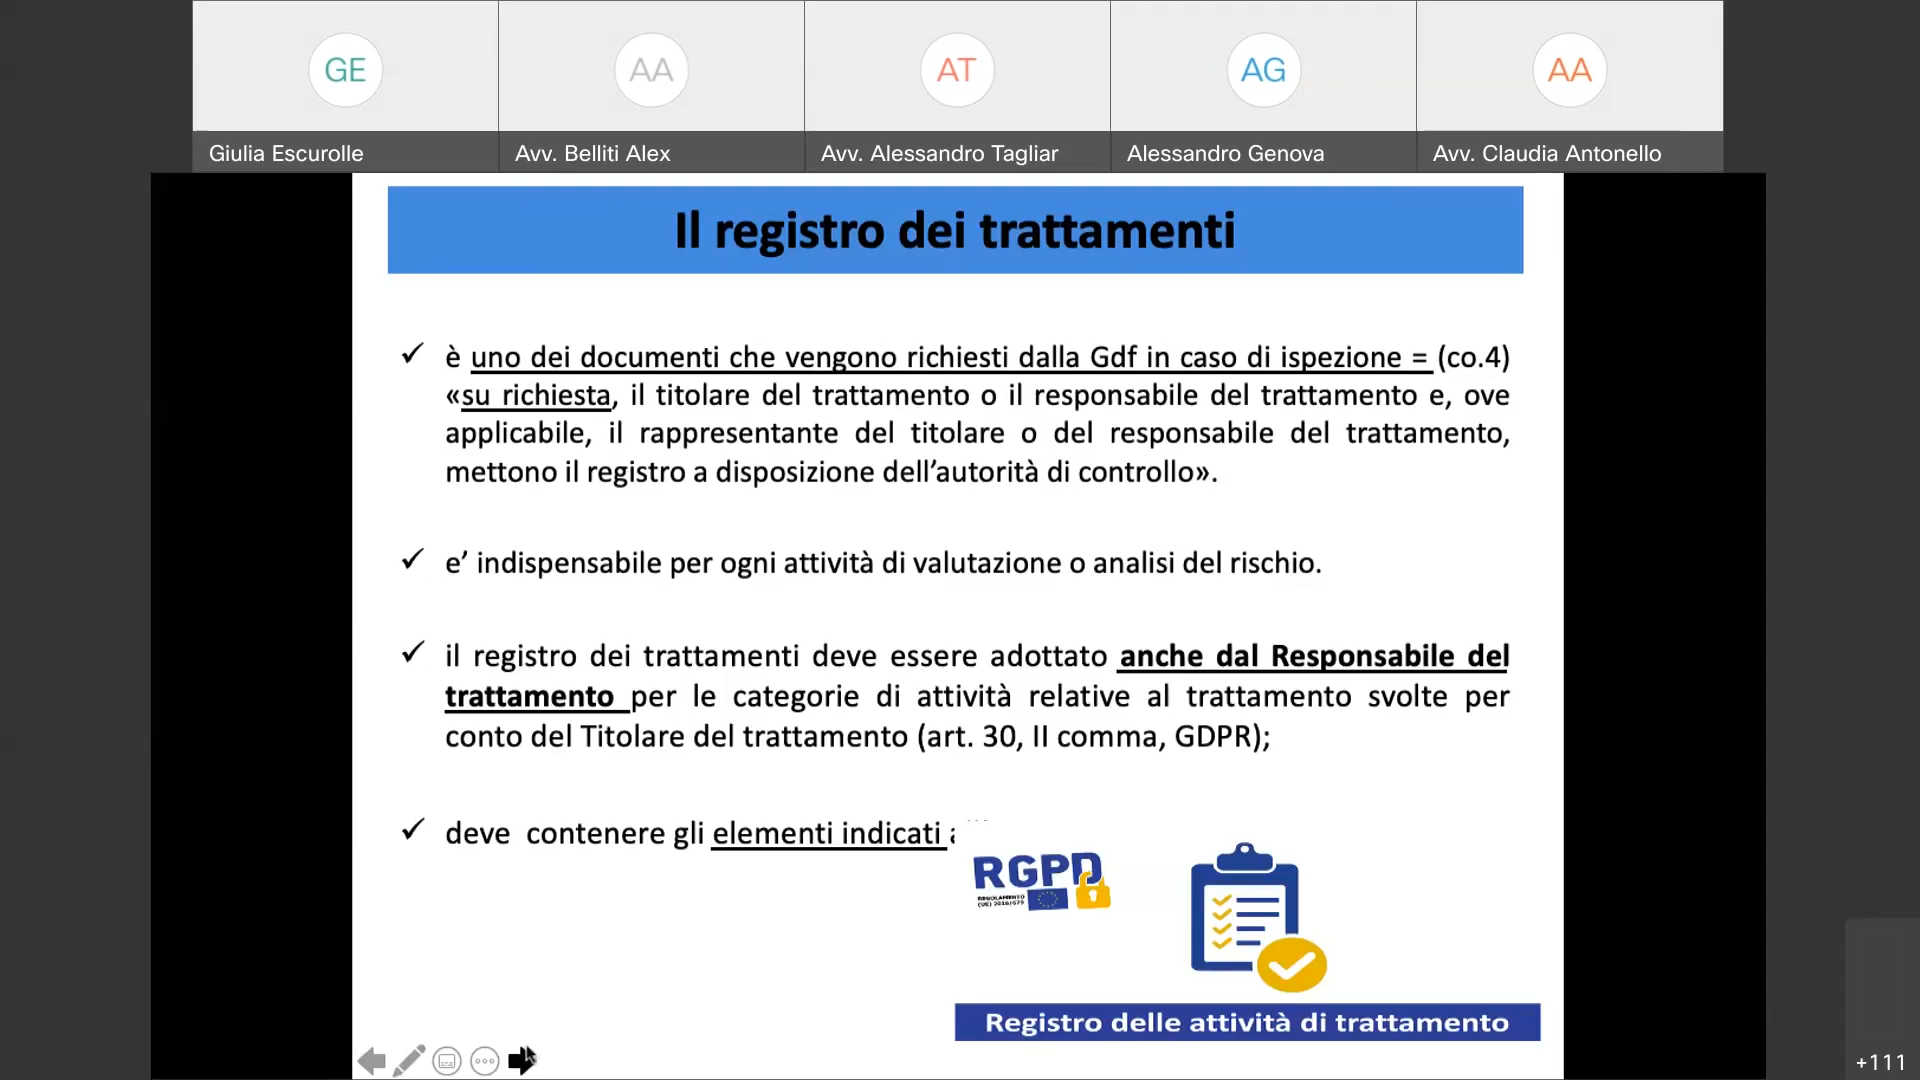 GE
AA
AT
AG
AA
Giulia Escurolle
Avv. Belliti Alex
Avv. Alessandro Tagliar
Alessandro Genova
Avv. Claudia Antonello
Il registro dei trattamenti
✓ è uno dei documenti che vengono richiesti dalla Gdf in caso di ispezione = (co.4)
«su richiesta, il titolare del trattamento o il responsabile del trattamento e, ove
applicabile, il rappresentante del titolare o del responsabile del trattamento,
mettono il registro a disposizione dell’autorità di controllo».
✓ e’ indispensabile per ogni attività di valutazione o analisi del rischio.
✓ il registro dei trattamenti deve essere adottato anche dal Responsabile del
trattamento per le categorie di attività relative al trattamento svolte per
conto del Titolare del trattamento (art. 30, II comma, GDPR);
✓ deve contenere gli elementi indicati
RGPD
REGOLAMENTO
(UE) 2016/679
Registro delle attività di trattamento
+111